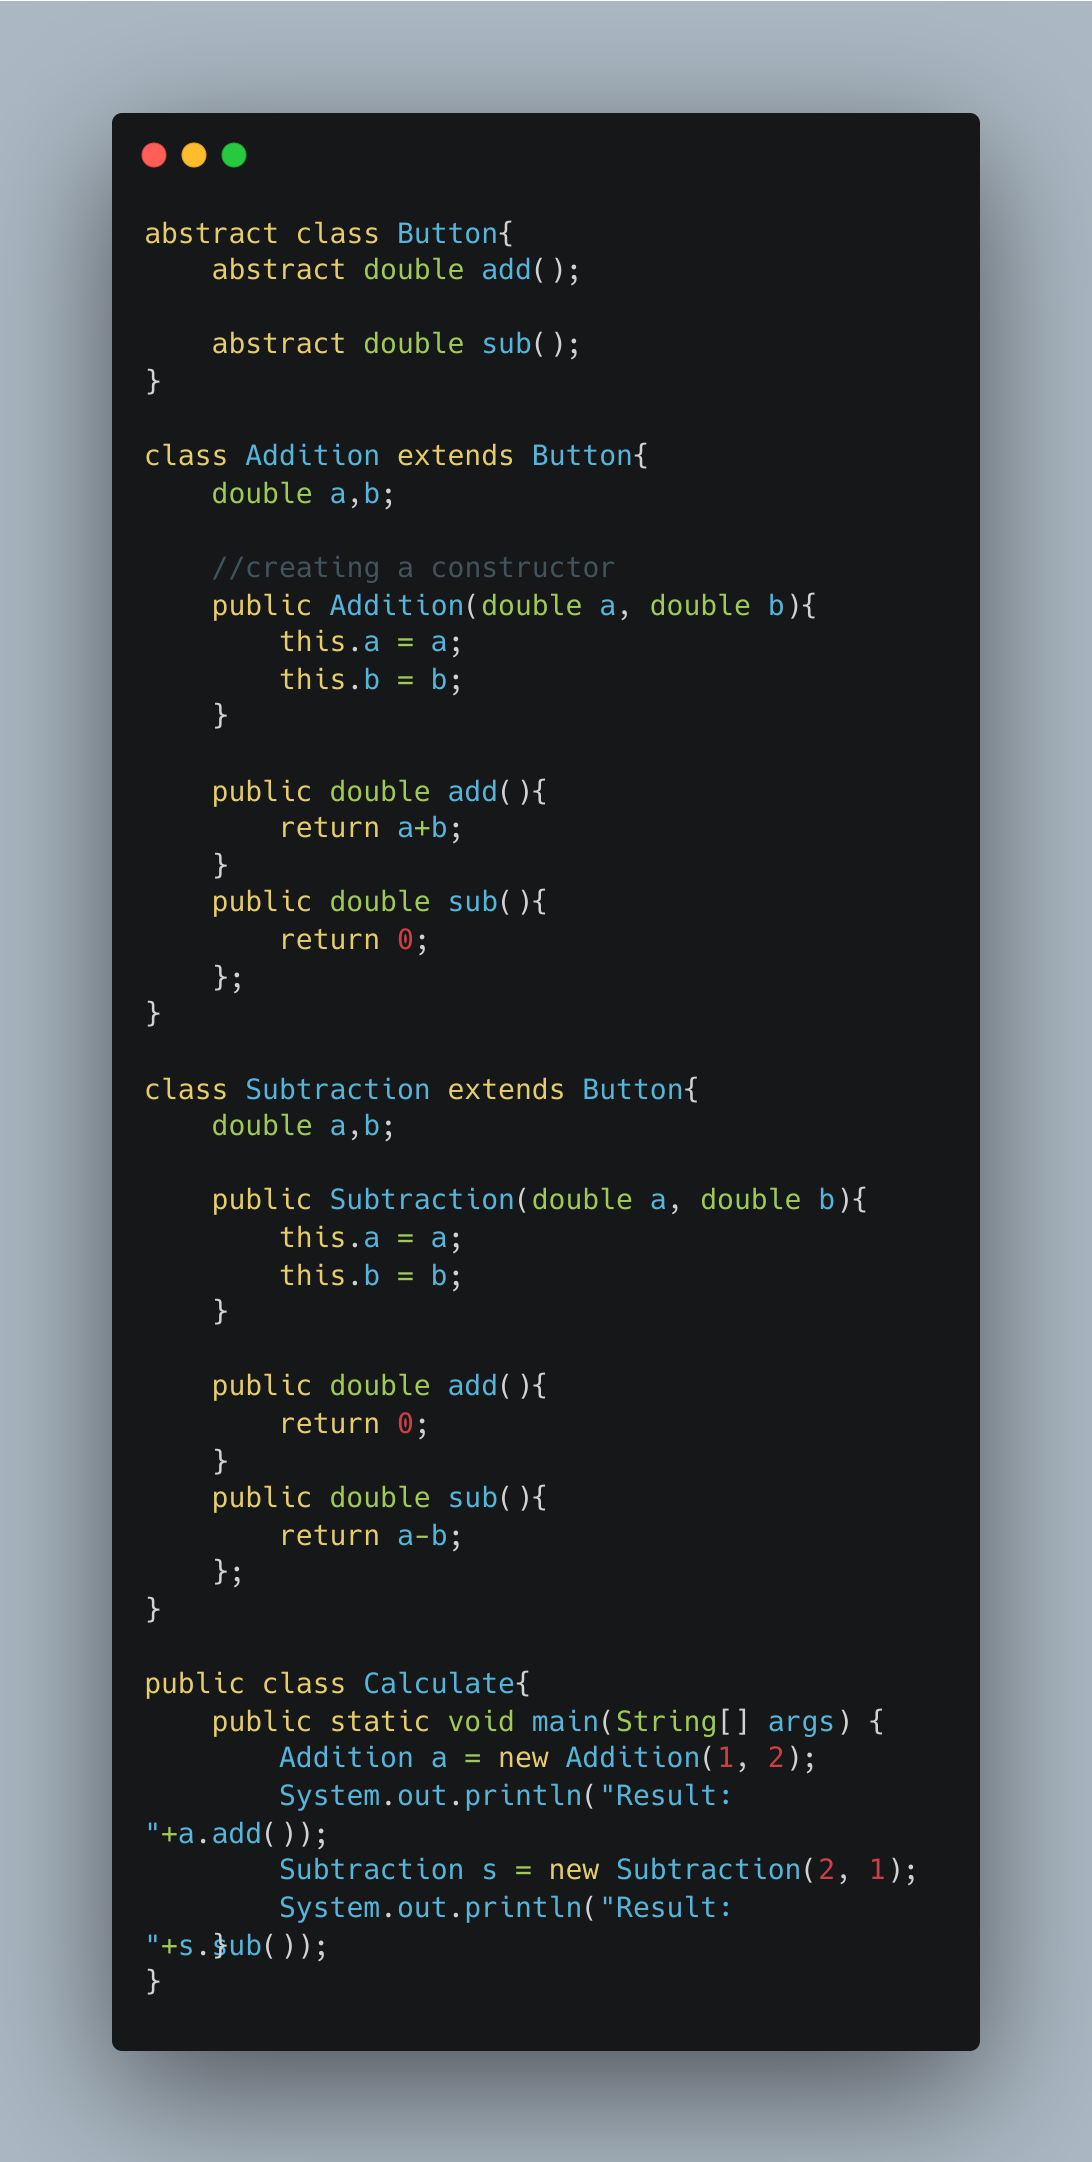 abstract class Button{
    abstract double add();

    abstract double sub();
}

class Addition extends Button{
    double a,b;

    //creating a constructor
    public Addition(double a, double b){
        this.a = a;
        this.b = b;
    }

    public double add(){
        return a+b;
    }
    public double sub(){
        return 0;
    };
}

class Subtraction extends Button{
    double a,b;

    public Subtraction(double a, double b){
        this.a = a;
        this.b = b;
    }

    public double add(){
        return 0;
    }
    public double sub(){
        return a-b;
    };
}

public class Calculate{
    public static void main(String[] args) {
        Addition a = new Addition(1, 2);
        System.out.println("Result:
"+a.add());
        Subtraction s = new Subtraction(2, 1);
        System.out.println("Result:
"+s.sub());
    }
}